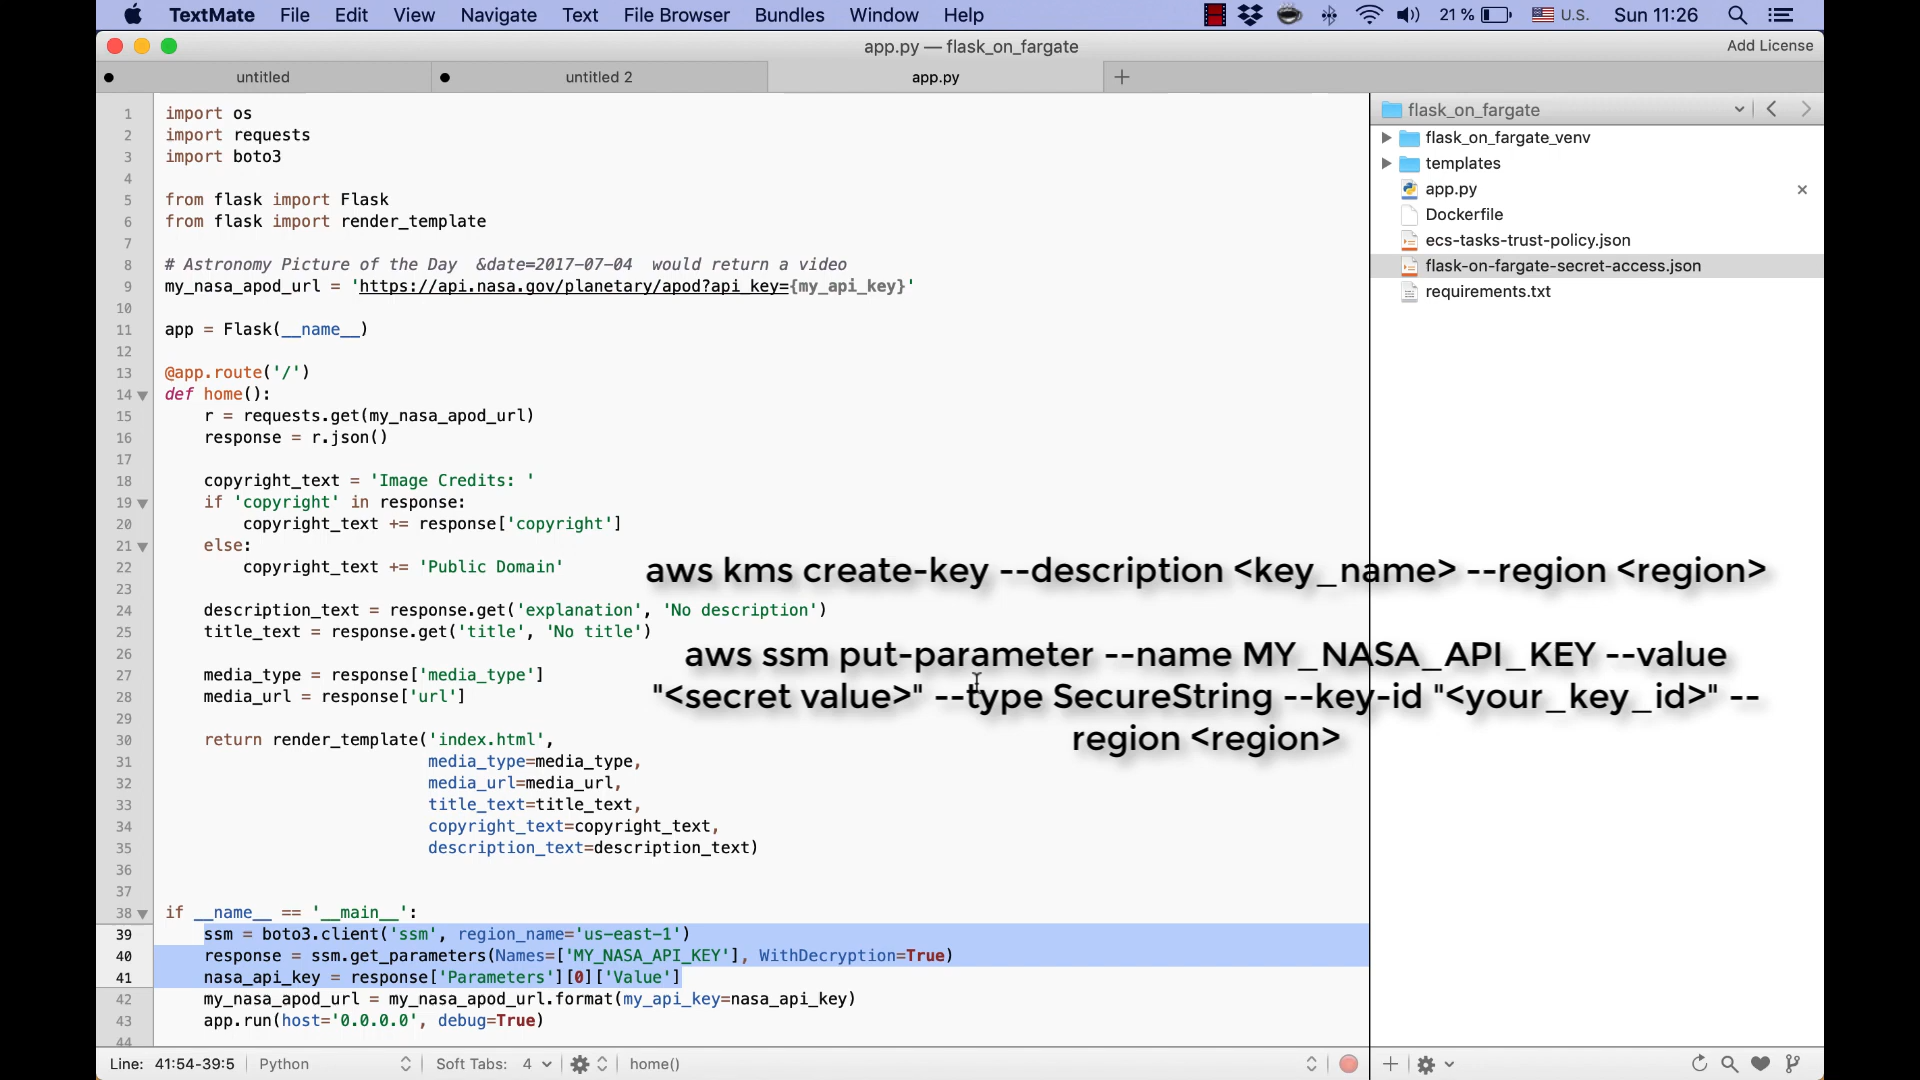 TextMate File Edit View Navigate Text File Browser Bundles Window Help 21 % U.S. Sun 11:26
app.py — flask_on_fargate Add License
untitled untitled 2 app.py
1 import os
2 import requests
3 import boto3
4
5 from flask import Flask
6 from flask import render_template
7
8 # Astronomy Picture of the Day &date=2017-07-04 would return a video
9 my_nasa_apod_url = 'https://api.nasa.gov/planetary/apod?api_key={my_api_key}'
10
11 app = Flask(__name__)
12
13 @app.route('/')
14 def home():
15 r = requests.get(my_nasa_apod_url)
16 response = r.json()
17
18 copyright_text = 'Image Credits: '
19 if 'copyright' in response:
20 copyright_text += response['copyright']
21 else:
22 copyright_text += 'Public Domain'
23
24 description_text = response.get('explanation', 'No description')
25 title_text = response.get('title', 'No title')
26
27 media_type = response['media_type']
28 media_url = response['url']
29
30 return render_template('index.html',
31 media_type=media_type,
32 media_url=media_url,
33 title_text=title_text,
34 copyright_text=copyright_text,
35 description_text=description_text)
36
37
38 if __name__ == '__main__':
39 ssm = boto3.client('ssm', region_name='us-east-1')
40 response = ssm.get_parameters(Names=['MY_NASA_API_KEY'], WithDecryption=True)
41 nasa_api_key = response['Parameters'][0]['Value']
42 my_nasa_apod_url = my_nasa_apod_url.format(my_api_key=nasa_api_key)
43 app.run(host='0.0.0.0', debug=True)
44
aws kms create-key --description <key_name> --region <region>
aws ssm put-parameter --name MY_NASA_API_KEY --value
"<secret value>" --type SecureString --key-id "<your_key_id>" --
region <region>
flask_on_fargate
flask_on_fargate_venv
templates
app.py
Dockerfile
ecs-tasks-trust-policy.json
flask-on-fargate-secret-access.json
requirements.txt
Line: 41:54-39:5 Python Soft Tabs: 4 home()